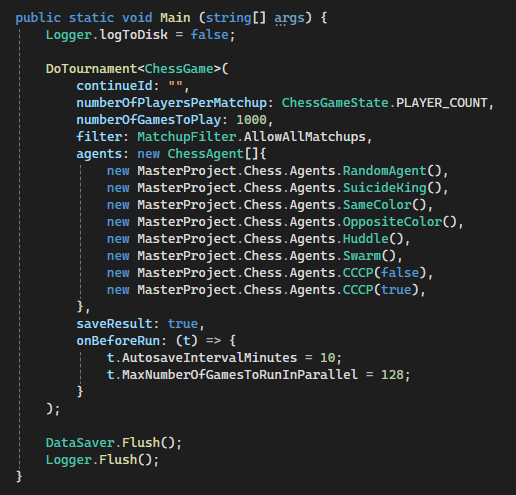 public static void Main (string[] args) {
Logger.logToDisk = false;
DoTournament<ChessGame>(
continueId: "",
numberOfPlayersPerMatchup: ChessGameState.PLAYER_COUNT,
numberOfGamesToPlay: 1000,
filter: MatchupFilter.AllowAllMatchups,
agents: new ChessAgent[]{
new MasterProject.Chess.Agents.RandomAgent(),
new MasterProject.Chess.Agents.SuicideKing(),
new MasterProject.Chess.Agents.SameColor(),
new MasterProject.Chess.Agents.OppositeColor(),
new MasterProject.Chess.Agents.Huddle(),
new MasterProject.Chess.Agents.Swarm(),
new MasterProject.Chess.Agents.CCCP(false),
new MasterProject.Chess.Agents.CCCP(true),
},
saveResult: true,
onBeforeRun: (t) => {
t.AutosaveIntervalMinutes = 10;
t.MaxNumberOfGamesToRunInParallel = 128;
}
);
DataSaver.Flush();
Logger.Flush();
}